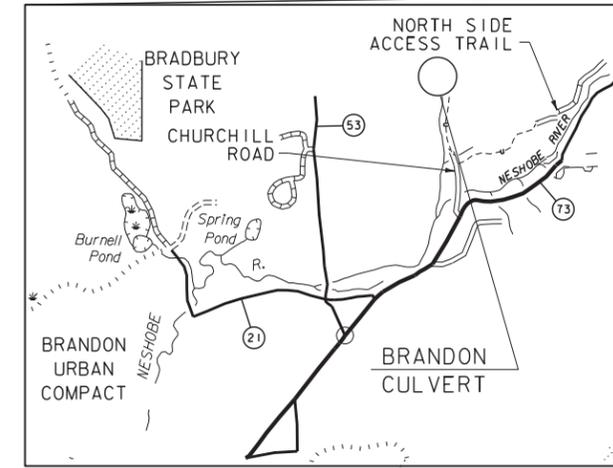 NORTH SIDE
ACCESS TRAIL
BRADBURY
STATE
PARK
53
CHURCHILL
ROAD
NESHOBE RIVER
73
Spring
Pond
Burnell
Pond
R.
21
NESHOBE
BRANDON
URBAN
COMPACT
BRANDON
CULVERT